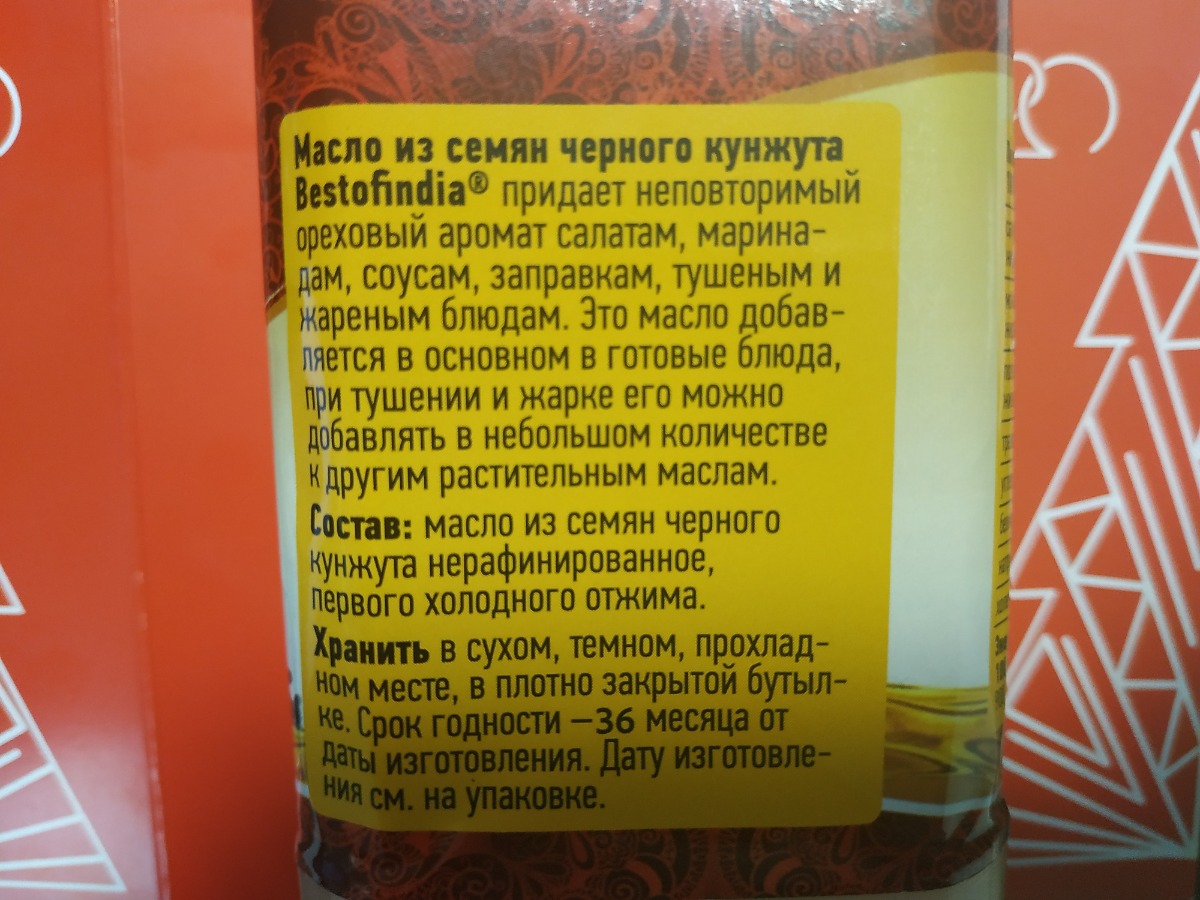 Масло из семян черного кунжута
Bestofindia® придает неповторимый
ореховый аромат салатам, марина-
дам, соусам, заправкам, тушеным и
жареным блюдам. Это масло добав-
ляется в основном в готовые блюда,
при тушении и жарке его можно
добавлять в небольшом количестве
к другим растительным маслам.
Состав: масло из семян черного
кунжута нерафинированное,
первого холодного отжима.
Хранить в сухом, темном, прохлад-
ном месте, в плотно закрытой бутыл-
ке. Срок годности –36 месяца от
даты изготовления. Дату изготовле-
ния см. на упаковке.